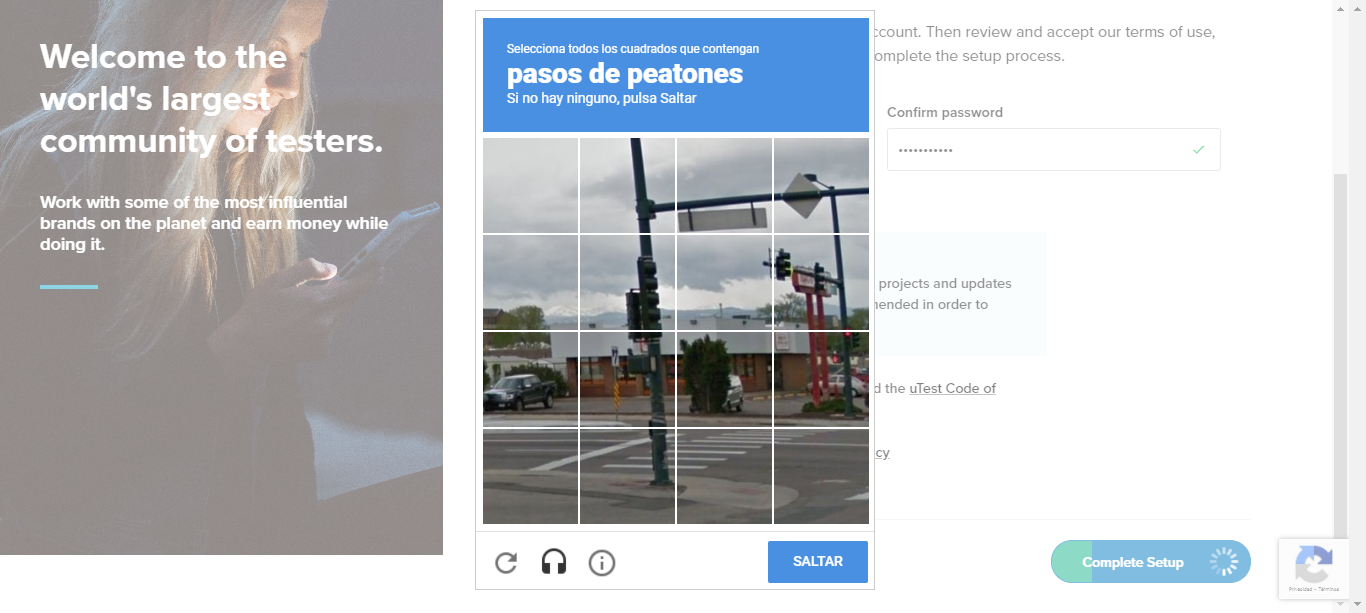 Welcome to the
world's largest
community of testers.
Work with some of the most influential
brands on the planet and earn money while
doing it.
Selecciona todos los cuadrados que contengan
pasos de peatones
Si no hay ninguno, pulsa Saltar
SALTAR
ccount. Then review and accept our terms of use,
omplete the setup process.
Confirm password
•••••••••••
projects and updates
nended in order to
d the uTest Code of
cy
Complete Setup
Privacidad - Términos